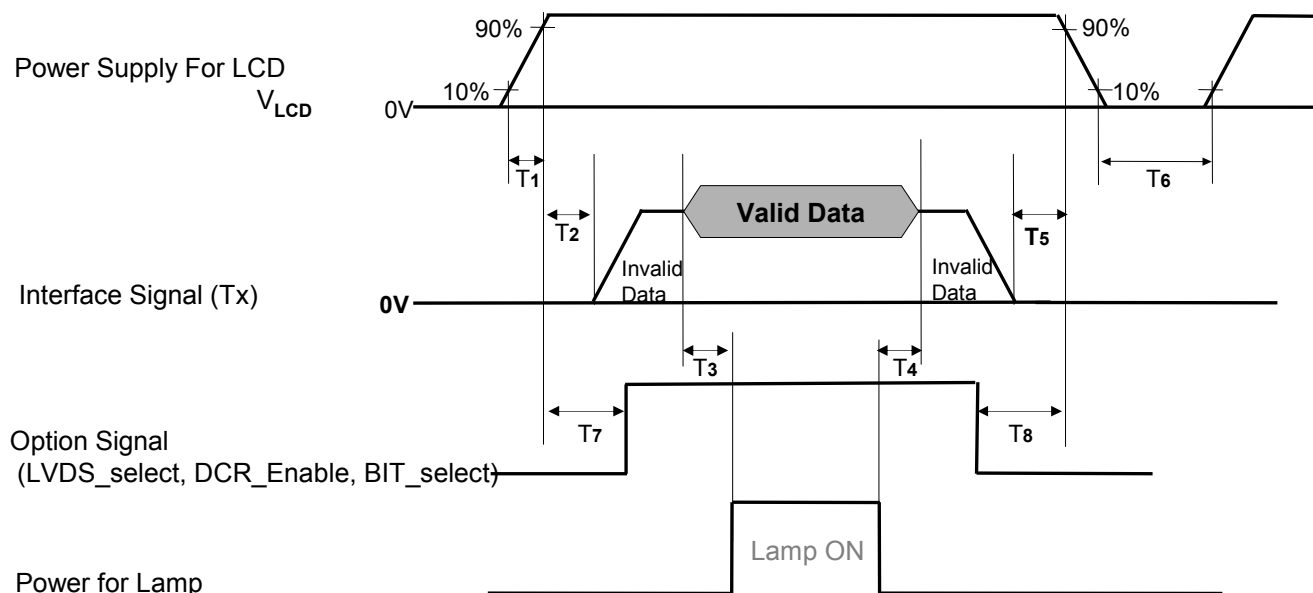 90%
90%
Power Supply For LCD
VLCD
10%
10%
0V
T1
T6
T2
Valid Data
T5
Invalid
Data
Invalid
Data
Interface Signal (Tx)
0V
T3
T4
T7
T8
Option Signal
(LVDS_select, DCR_Enable, BIT_select)
Lamp ON
Power for Lamp